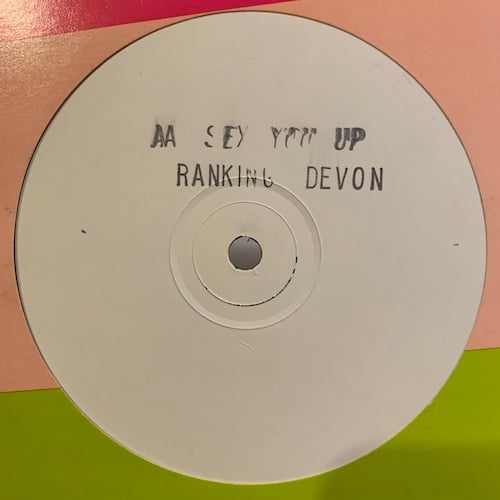 AA SEX YOU UP
RANKING DEVON